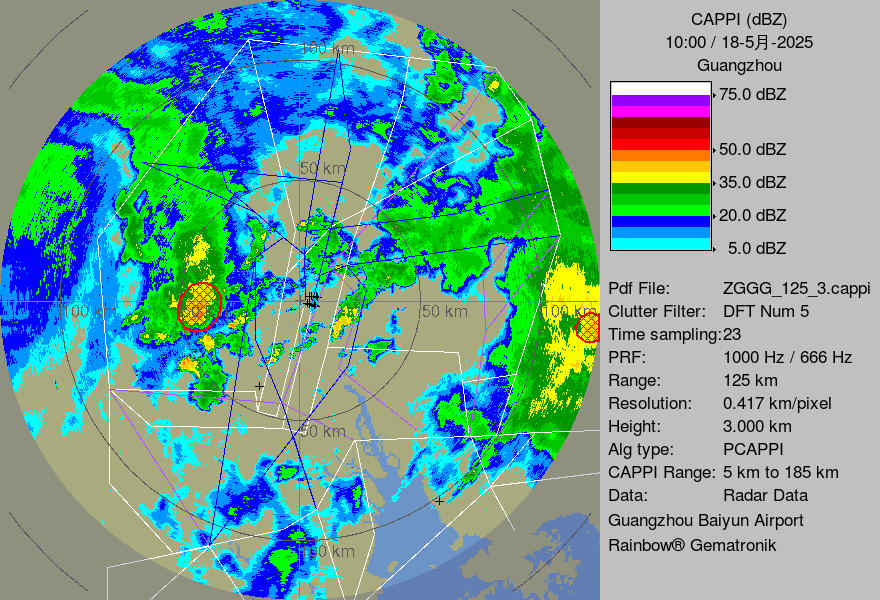 CAPPI (dBZ)
10:00 / 18-5月-2025
Guangzhou
75.0 dBZ
50.0 dBZ
35.0 dBZ
20.0 dBZ
5.0 dBZ
Pdf File: ZGGG_125_3.cappi
Clutter Filter: DFT Num 5
Time sampling:23
PRF: 1000 Hz / 666 Hz
Range: 125 km
Resolution: 0.417 km/pixel
Height: 3.000 km
Alg type: PCAPPI
CAPPI Range: 5 km to 185 km
Data: Radar Data
Guangzhou Baiyun Airport
Rainbow® Gematronik
100 km
50 km
100 km
50 km
50 km
100 km
50 km
100 km